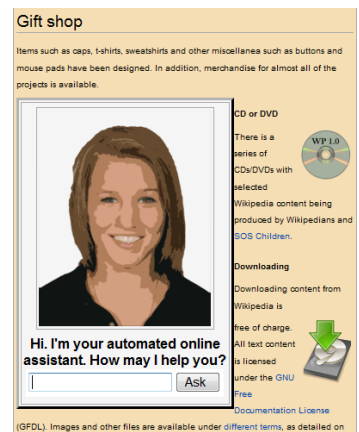 Gift shop
Items such as caps, t-shirts, sweatshirts and other miscellanea such as buttons and
mouse pads have been designed. In addition, merchandise for almost all of the
projects is available.
Hi. I'm your automated online
assistant. How may I help you?
Ask
CD or DVD
There is a
series of
CDs/DVDs with
selected
Wikipedia content being
produced by Wikipedians and
SOS Children.
WP 1.0
Downloading
Downloading content from
Wikipedia is
free of charge.
All text content
is licensed
under the GNU
Free
Documentation License
(GFDL). Images and other files are available under different terms, as detailed on